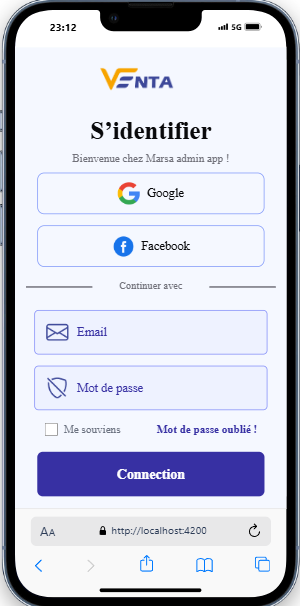 23:12
5G
VENTA
S'identifier
Bienvenue chez Marsa admin app !
Google
Facebook
Continuer avec
Email
Mot de passe
Me souviens
Mot de passe oublié !
Connection
AA
http://localhost:4200